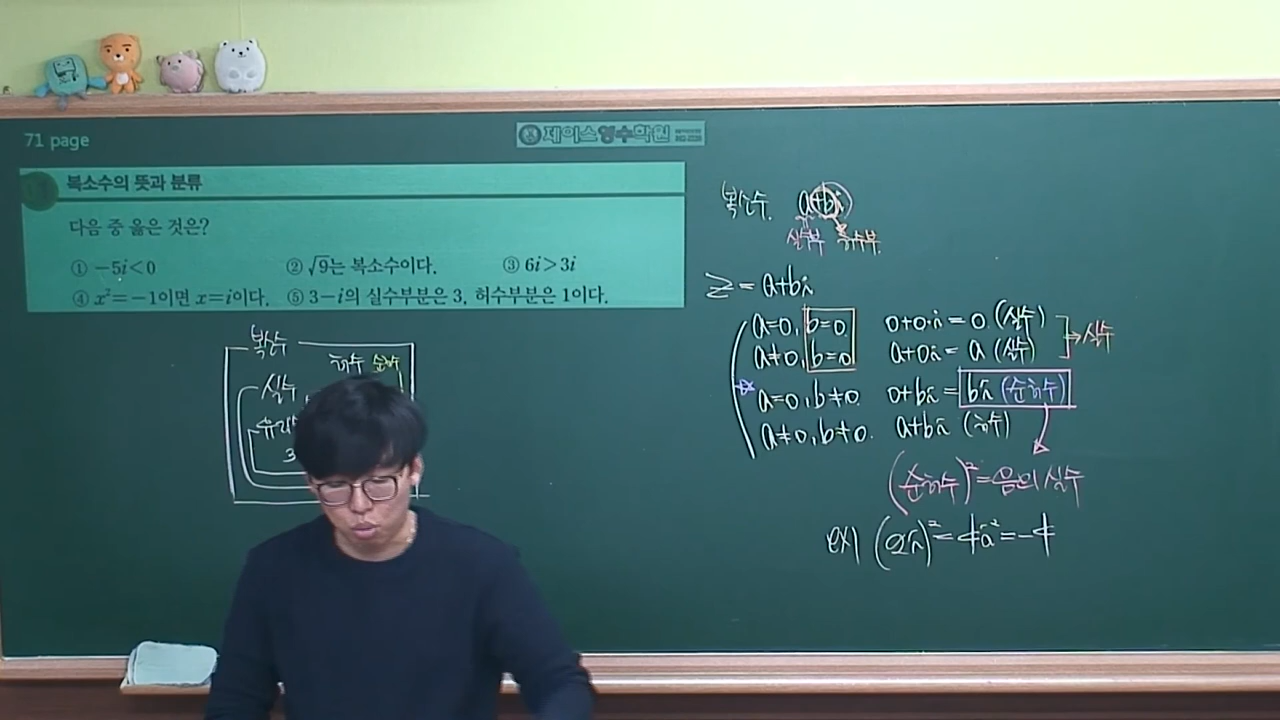 71 page
제이스영수학원
복소수의 뜻과 분류
다음 중 옳은 것은?
① −5i<0 ② √9는 복소수이다. ③ 6i>3i
④ x²=−1이면 x=i이다. ⑤ 3−i의 실수부분은 3, 허수부분은 1이다.
복소수
허수 순허수
실수
유리수
3
복소수. a+bi
실수부 허수부.
Z = a+bi
a=0, b=0. 0+0·i = 0 (실수)
a≠0, b=0 a+0i = a (실수)
→실수
a=0, b≠0. 0+bi = bi (순허수)
a≠0, b≠0. a+bi (허수)
(순허수)²=음의 실수
ex) (2i)²=4i²=-4